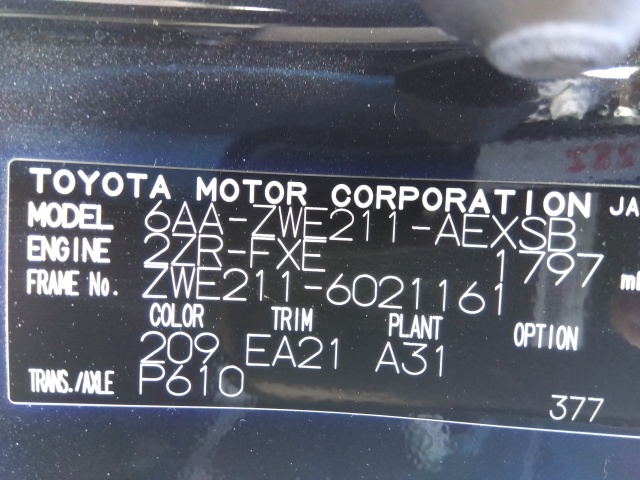 TOYOTA MOTOR CORPORATION JA
MODEL 6AA-ZWE211-AEXSB
ENGINE 2ZR-FXE 1797 m
FRAME No. ZWE211-6021161
COLOR TRIM PLANT OPTION
209 EA21 A31
TRANS./AXLE P610
377